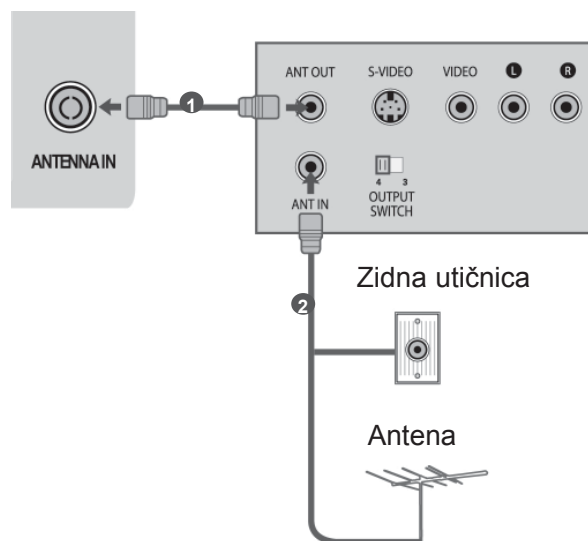 ANT OUT S-VIDEO VIDEO L R
1
ANTENNA IN
4 3
ANT IN OUTPUT
SWITCH
Zidna utičnica
2
Antena